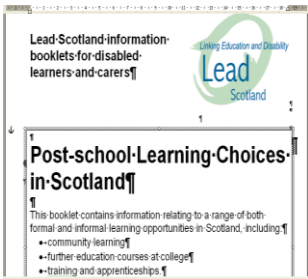 Lead Scotland information
booklets for disabled
learners and carers¶
Linking Education and Disability
Lead
Scotland
¶
¶
Post-school Learning Choices
in Scotland¶
¶
This booklet contains information relating to a range of both
formal and informal learning opportunities in Scotland, including:¶
•community learning¶
•further education courses at college¶
•training and apprenticeships.¶